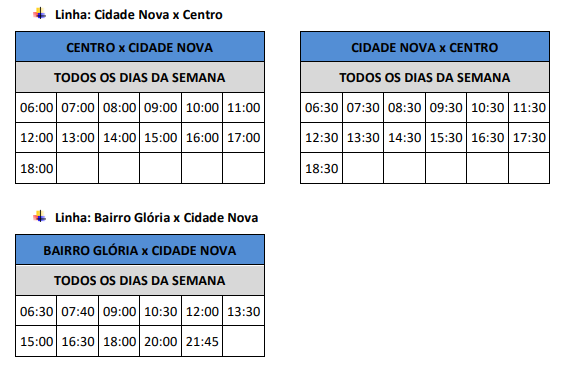 Linha: Cidade Nova x Centro
CENTRO x CIDADE NOVA
TODOS OS DIAS DA SEMANA
06:00 07:00 08:00 09:00 10:00 11:00
12:00 13:00 14:00 15:00 16:00 17:00
18:00
CIDADE NOVA x CENTRO
TODOS OS DIAS DA SEMANA
06:30 07:30 08:30 09:30 10:30 11:30
12:30 13:30 14:30 15:30 16:30 17:30
18:30
Linha: Bairro Glória x Cidade Nova
BAIRRO GLÓRIA x CIDADE NOVA
TODOS OS DIAS DA SEMANA
06:30 07:40 09:00 10:30 12:00 13:30
15:00 16:30 18:00 20:00 21:45